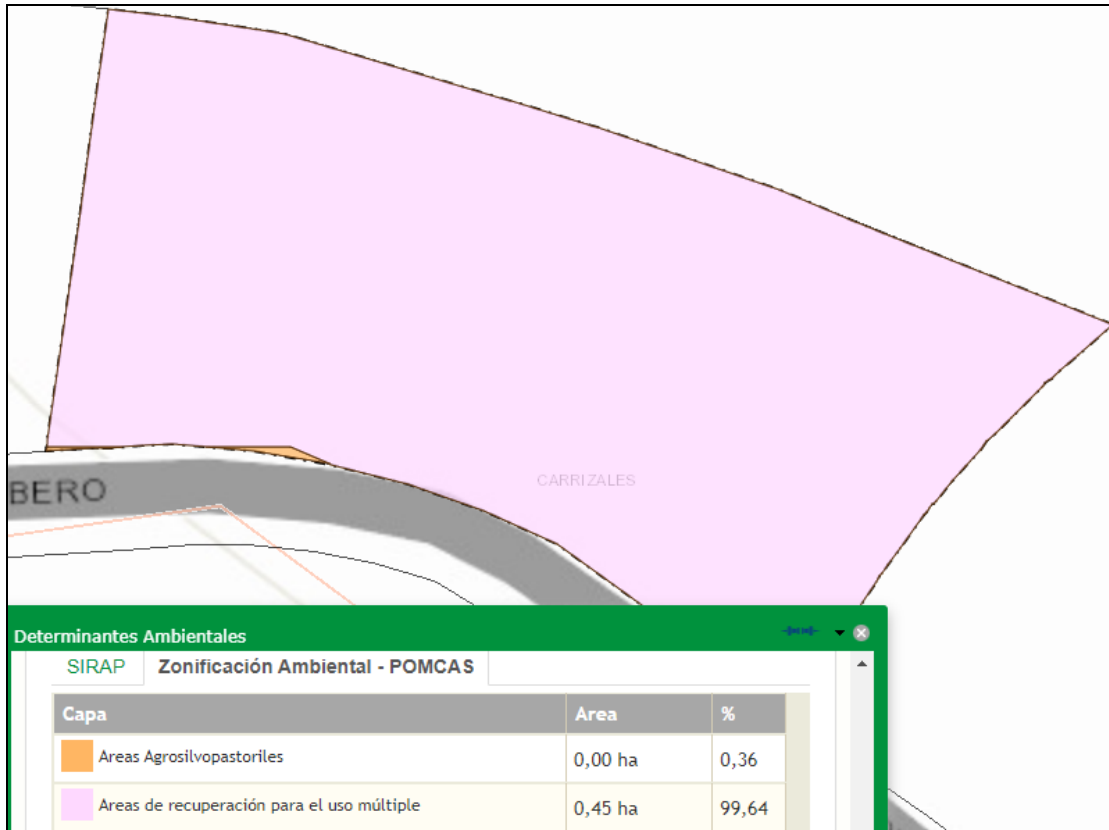 CARRIZALES
BERO
Determinantes Ambientales
SIRAP Zonificación Ambiental - POMCAS
Capa Area %
Areas Agrosilvopastoriles 0,00 ha 0,36
Areas de recuperación para el uso múltiple 0,45 ha 99,64